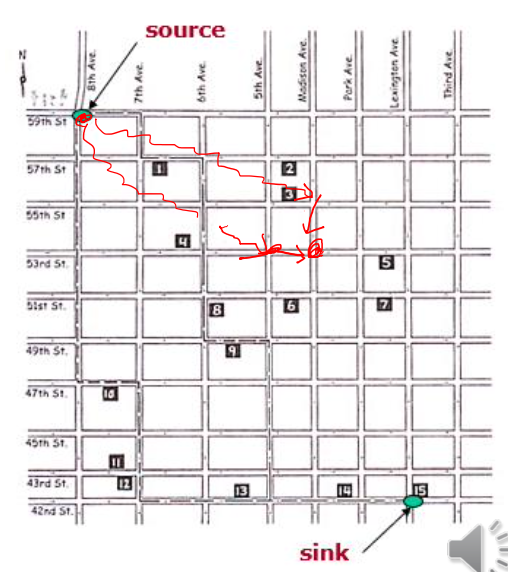 source
N
8th Ave.
7th Ave.
6th Ave.
5th Ave.
Madison Ave.
Park Ave.
Lexington Ave.
Third Ave.
59th St
57th St
1
2
3
55th St
4
53rd St.
5
51st St.
8
6
7
49th St.
9
47th St.
10
45th St.
11
43rd St.
12
13
14
15
42nd St.
sink